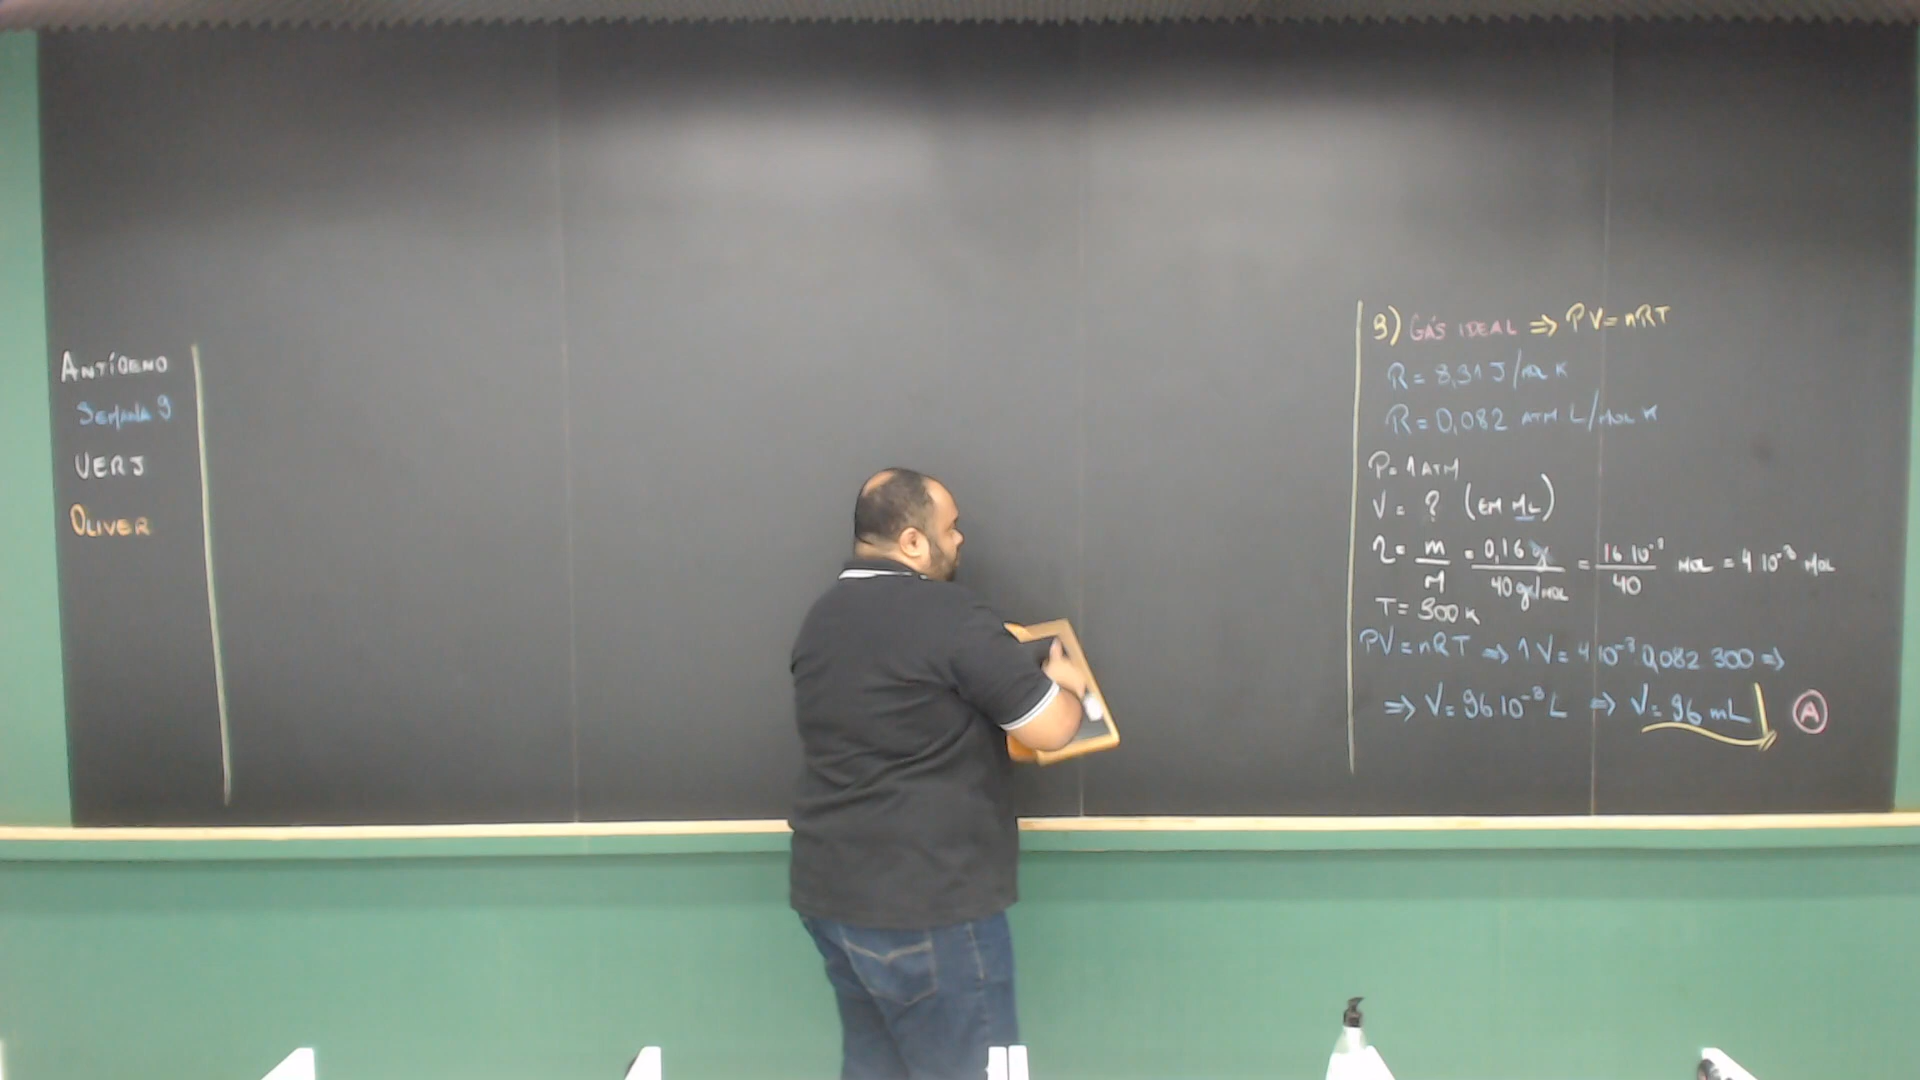 ANTÍGENO
SEMANA 9
UERJ
OLIVER
9) GÁS IDEAL => PV=nRT
R= 8,31 J/MOL K
R= 0,082 ATM L/MOL K
P= 1 ATM
V= ? (EM ML)
n= m/M = 0,16 g/40 g/MOL = 16 10⁻²/40 MOL = 4 10⁻³ MOL
T= 300 K
PV=nRT => 1 V= 4 10⁻³ 0,082 300 =>
=> V= 96.10⁻³ L => V= 96 mL (A)